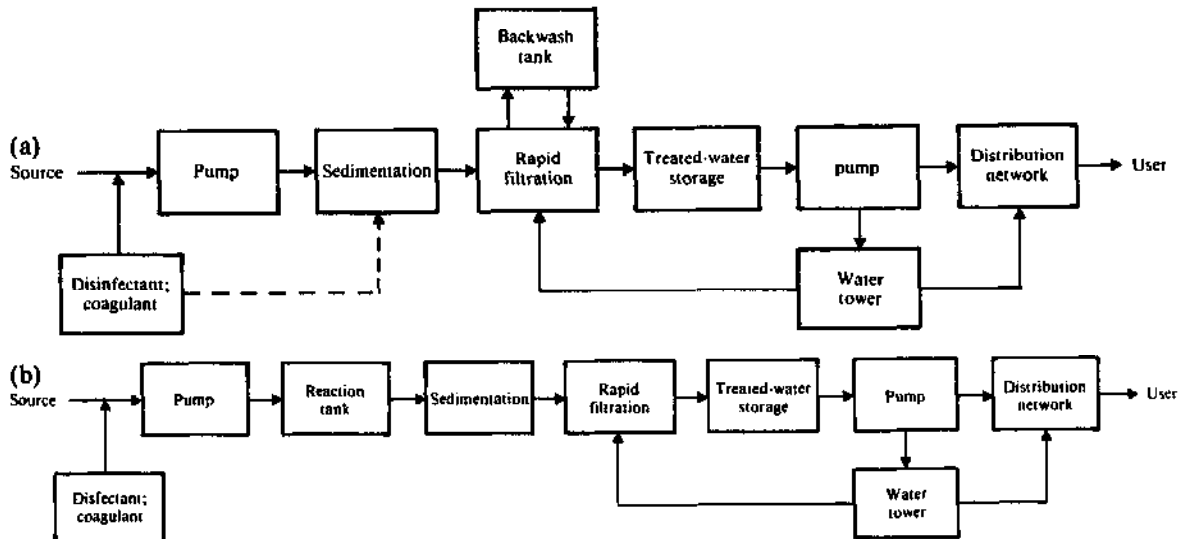 Backwash
tank
(a)
Source
Pump
Sedimentation
Rapid
filtration
Treated-water
storage
pump
Distribution
network
User
Disinfectant;
coagulant
Water
tower
(b)
Source
Pump
Reaction
tank
Sedimentation
Rapid
filtration
Treated-water
storage
Pump
Distribution
network
User
Disfectant;
coagulant
Water
tower